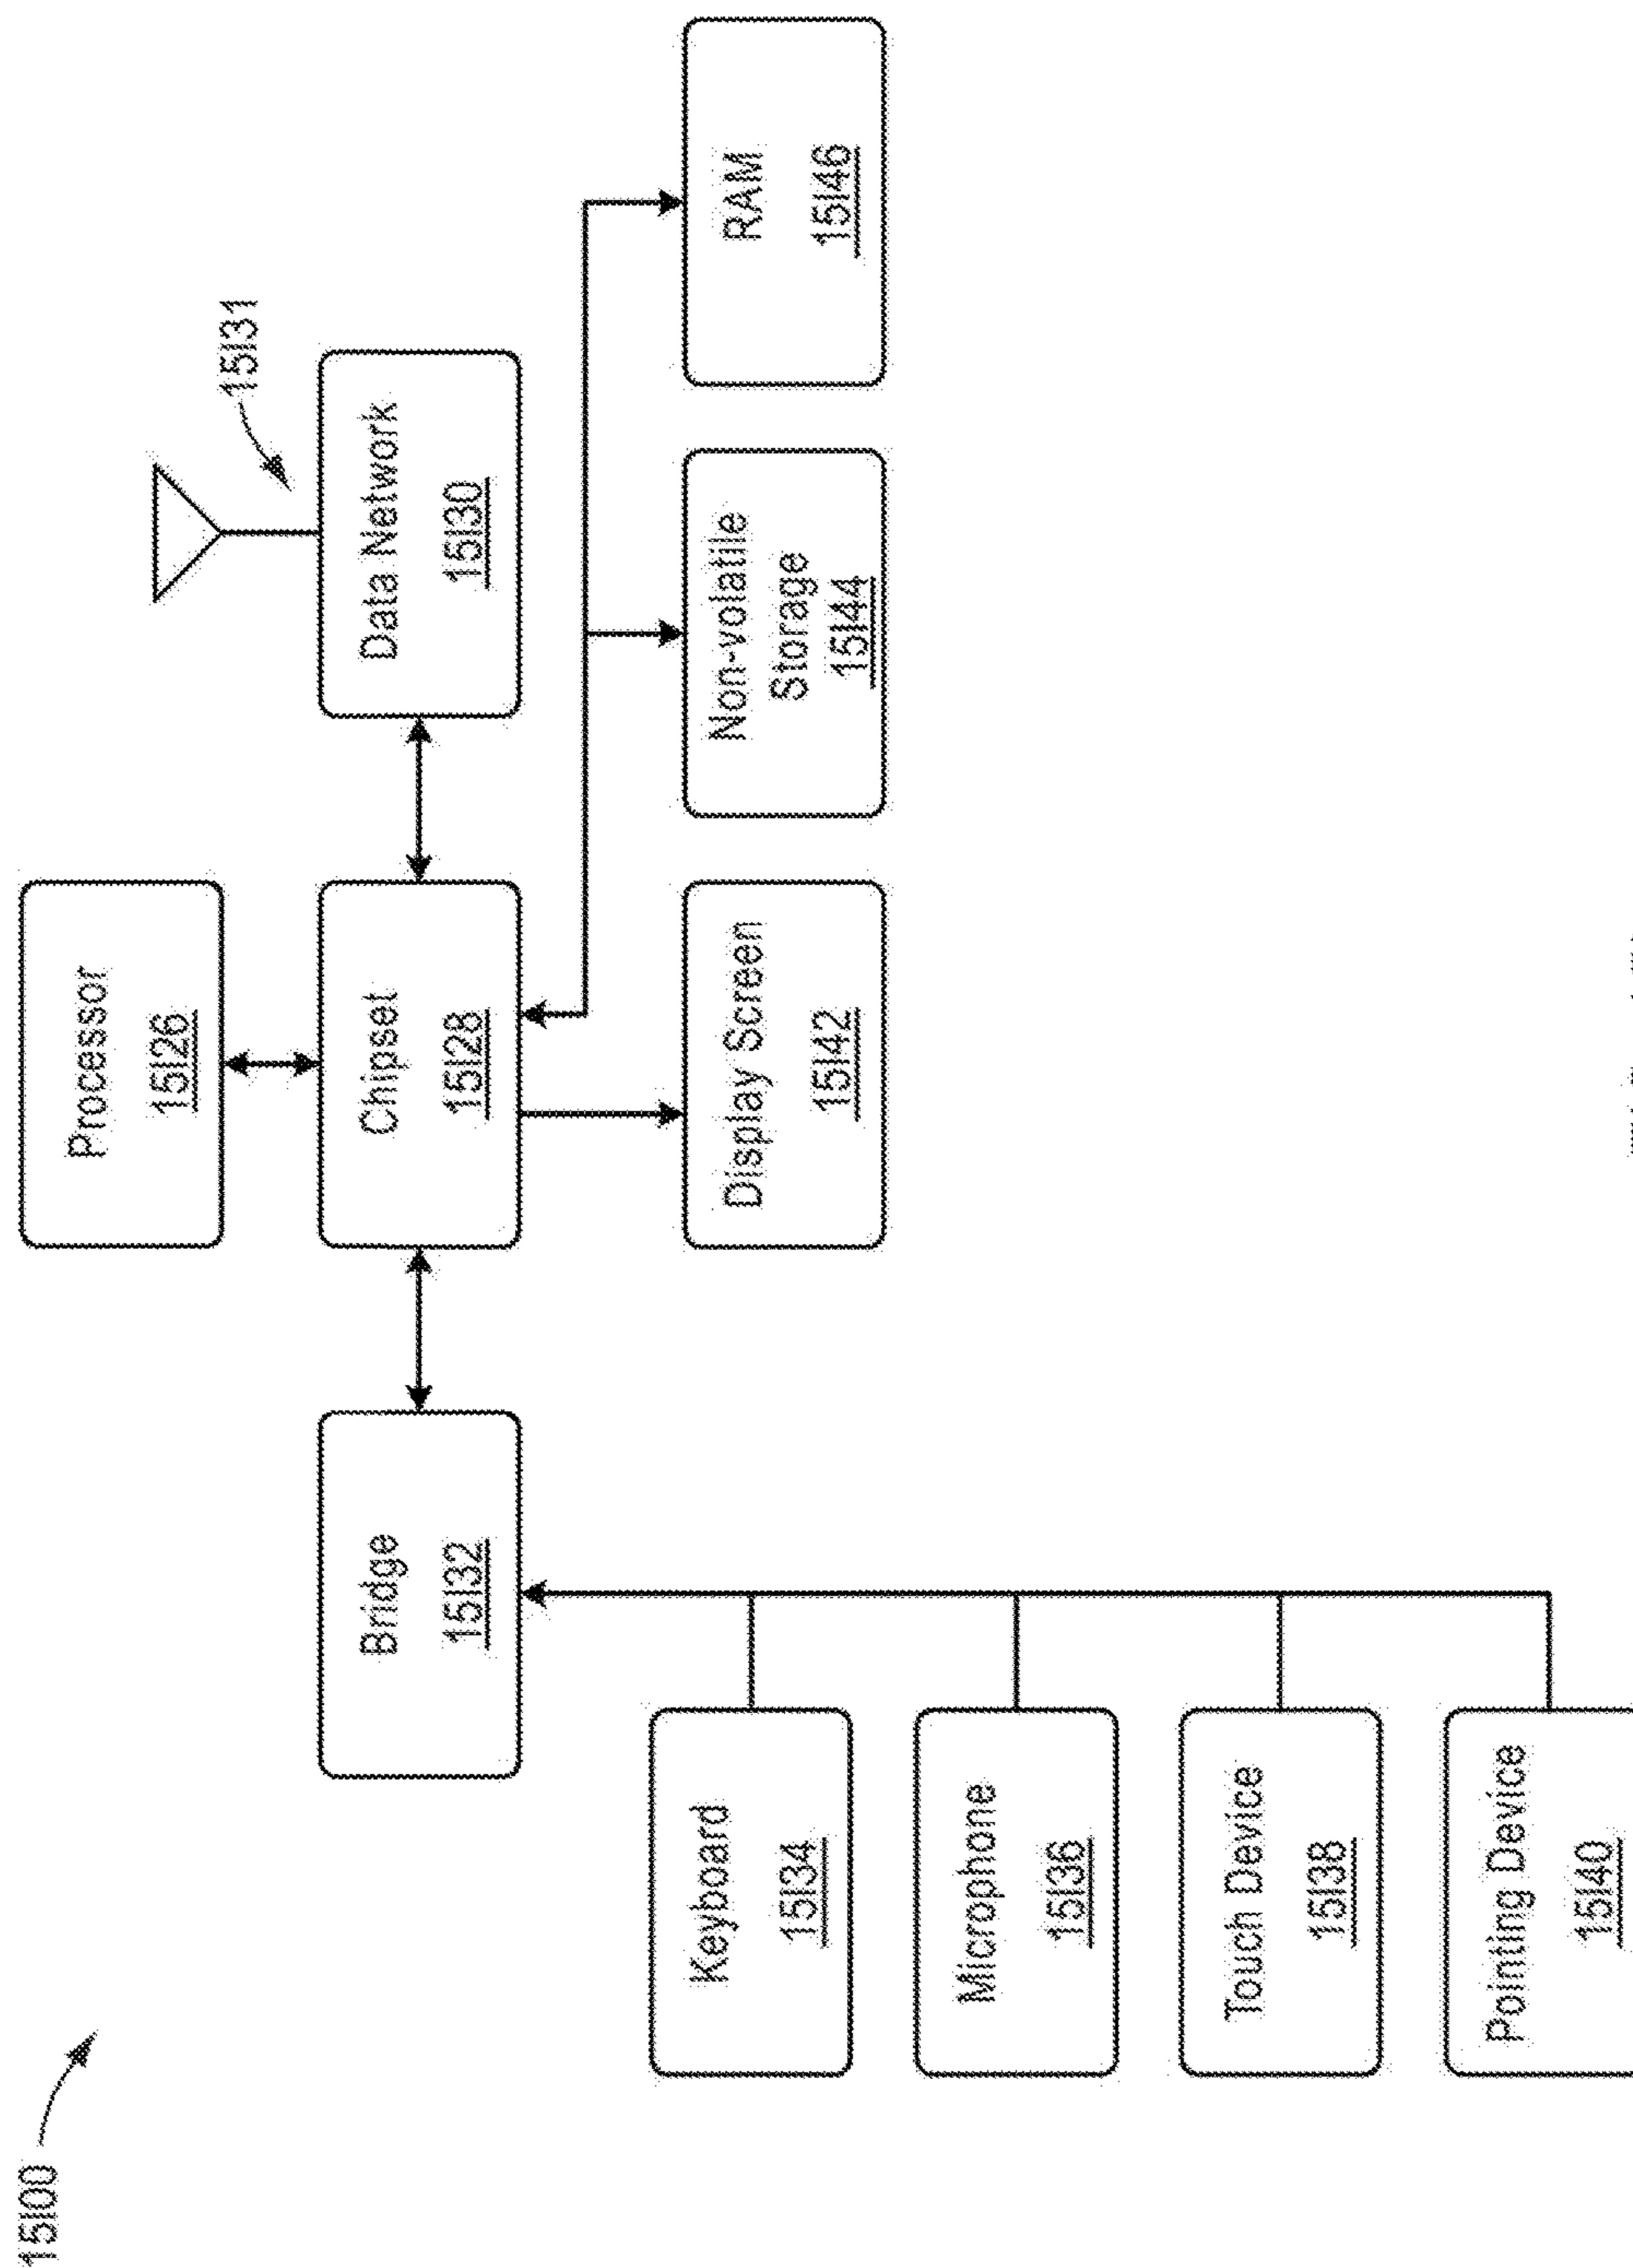 15I00
Processor
15I26
15I31
Bridge
15I32
Chipset
15I28
Data Network
15I30
Keyboard
15I34
Display Screen
15I42
Non-volatile
Storage
15I44
RAM
15I46
Microphone
15I36
Touch Device
15I38
Pointing Device
15I40